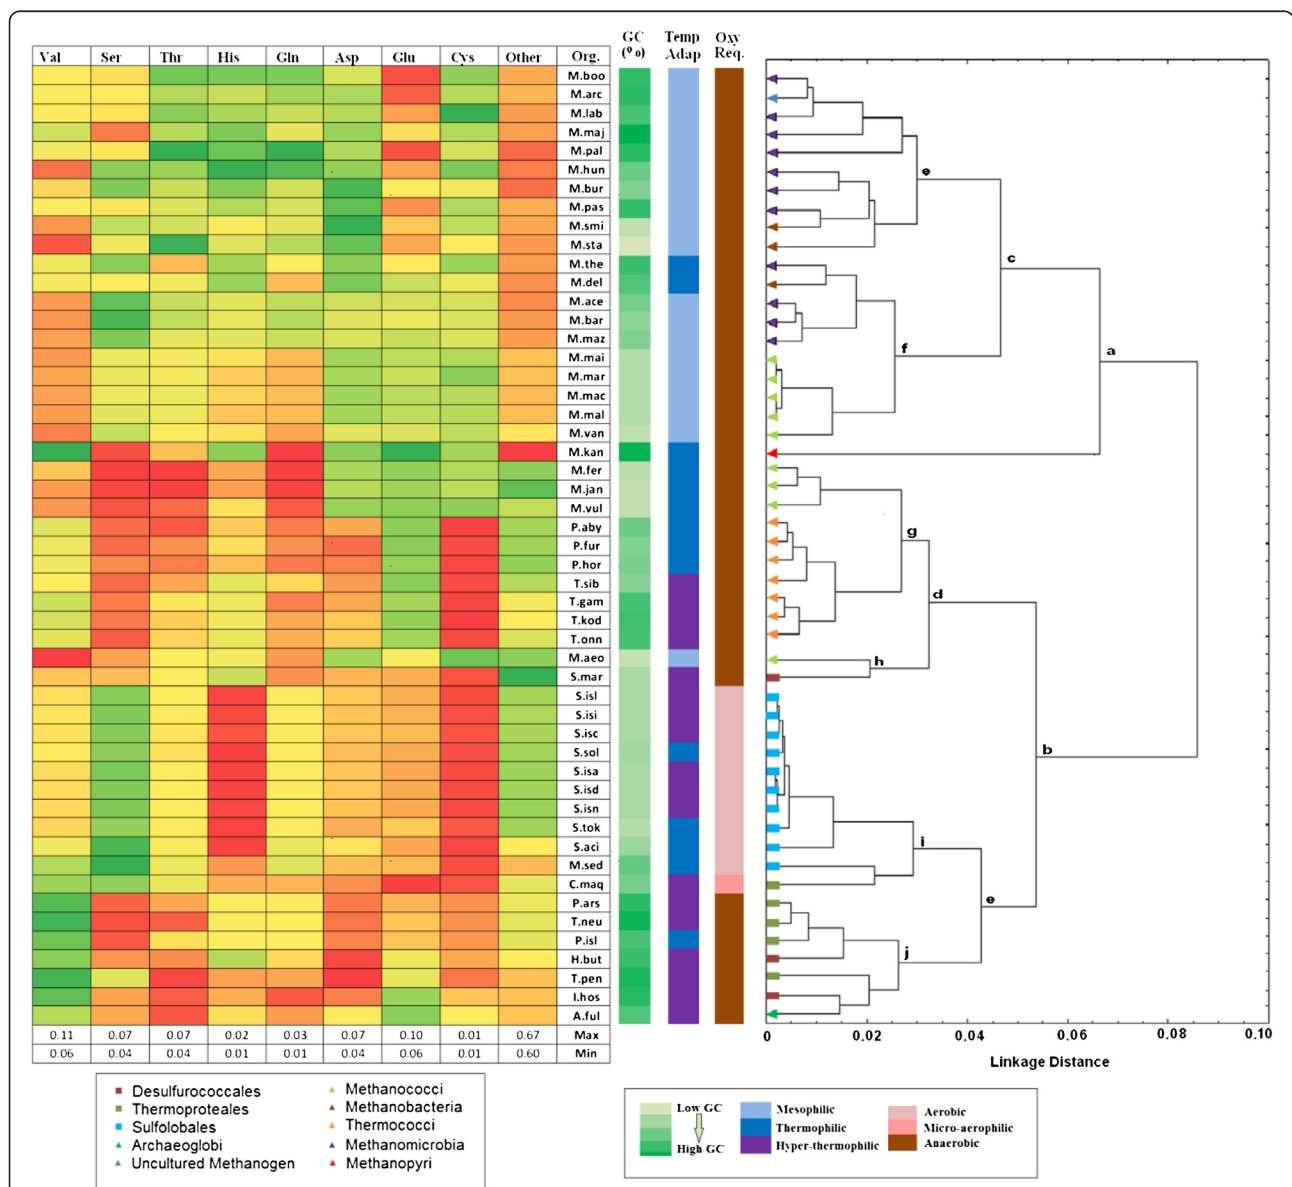 GC Temp Oxy
(%) Adap Req.
Val Ser Thr His Gln Asp Glu Cys Other Org.
M.boo
M.arc
M.lab
M.maj
M.pal
M.hun
M.bur
M.pas
M.smi
M.sta
M.the
M.del
M.ace
M.bar
M.maz
M.mai
M.mar
M.mac
M.mal
M.van
M.kan
M.fer
M.jan
M.vul
P.aby
P.fur
P.hor
T.sib
T.gam
T.kod
T.onn
M.aeo
S.mar
S.isl
S.isi
S.isc
S.sol
S.isa
S.isd
S.isn
S.tok
S.aci
M.sed
C.maq
P.ars
T.neu
P.isl
H.but
T.pen
I.hos
A.ful
0.11 0.07 0.07 0.02 0.03 0.07 0.10 0.01 0.67 Max
0.06 0.04 0.04 0.01 0.01 0.04 0.06 0.01 0.60 Min
e
c
a
f
g
d
h
b
i
e
j
0 0.02 0.04 0.06 0.08 0.10
Linkage Distance
Desulfurococcales
Thermoproteales
Sulfolobales
Archaeoglobi
Uncultured Methanogen
Methanococci
Methanobacteria
Thermococci
Methanomicrobia
Methanopyri
Low GC
High GC
Mesophilic
Thermophilic
Hyper-thermophilic
Aerobic
Micro-aerophilic
Anaerobic